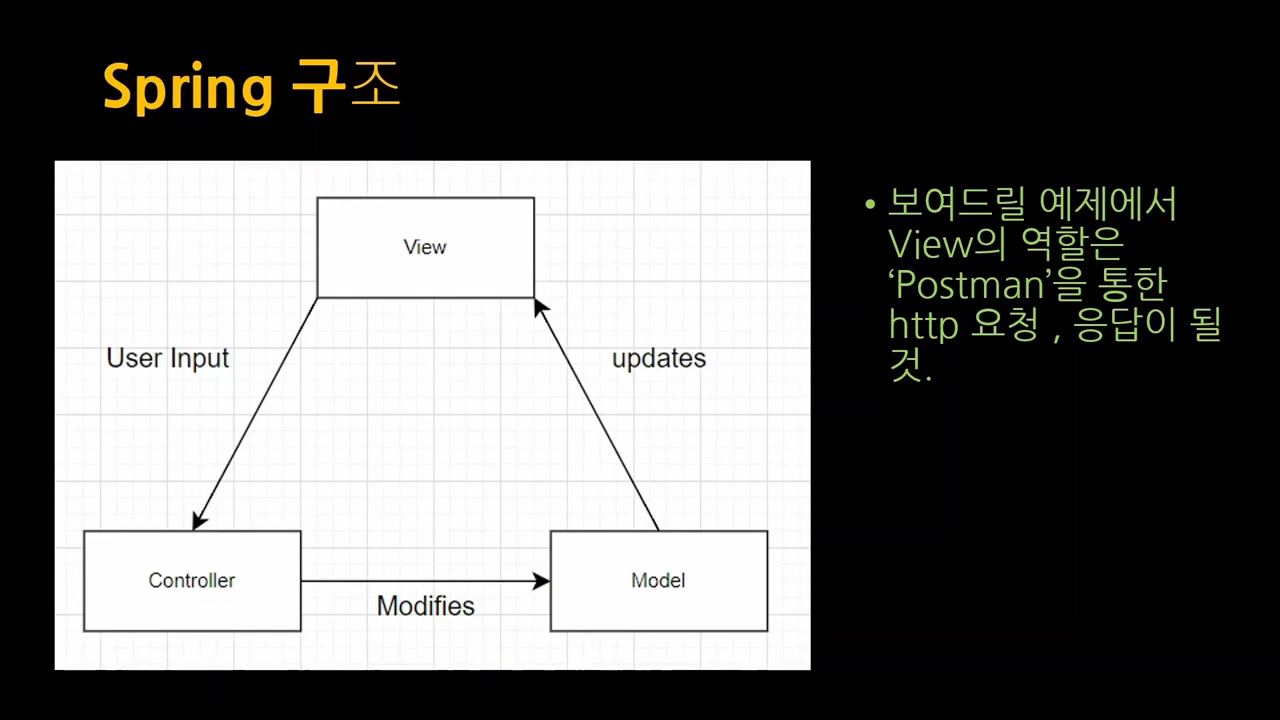 Spring 구조
View
User Input
updates
Controller
Modifies
Model
• 보여드릴 예제에서
View의 역할은
‘Postman’을 통한
http 요청 , 응답이 될
것.